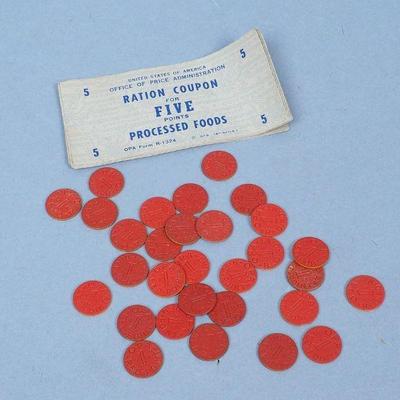 UNITED STATES OF AMERICA
OFFICE OF PRICE ADMINISTRATION
5 5
RATION COUPON
FOR
FIVE
POINTS
PROCESSED FOODS
5 5
OPA Form R-1324